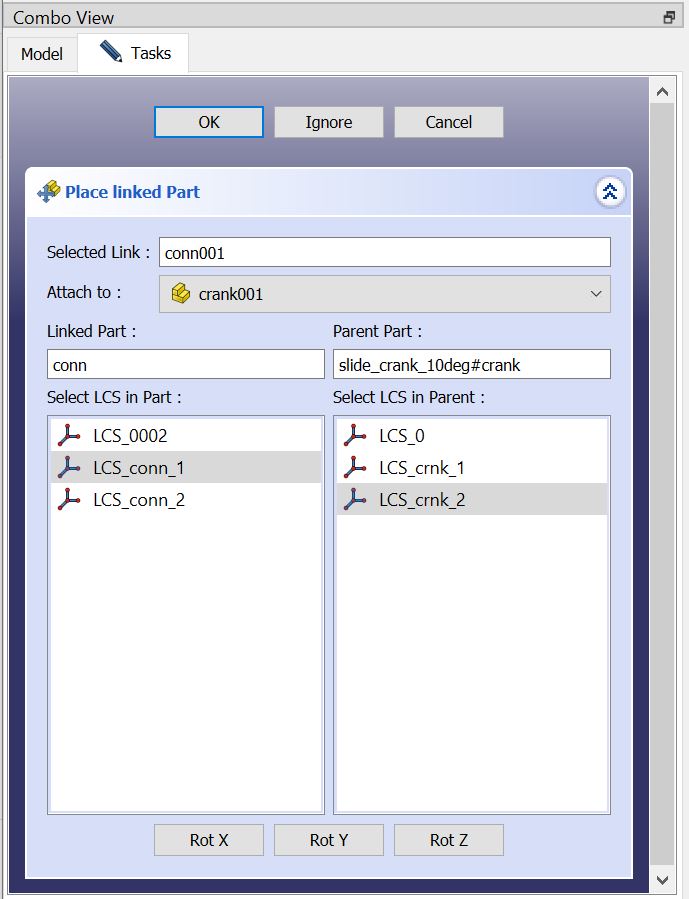 Combo View
Model Tasks
OK Ignore Cancel
Place linked Part
Selected Link : conn001
Attach to : crank001
Linked Part : Parent Part :
conn slide_crank_10deg#crank
Select LCS in Part : Select LCS in Parent :
LCS_0002 LCS_0
LCS_conn_1 LCS_crnk_1
LCS_conn_2 LCS_crnk_2
Rot X Rot Y Rot Z